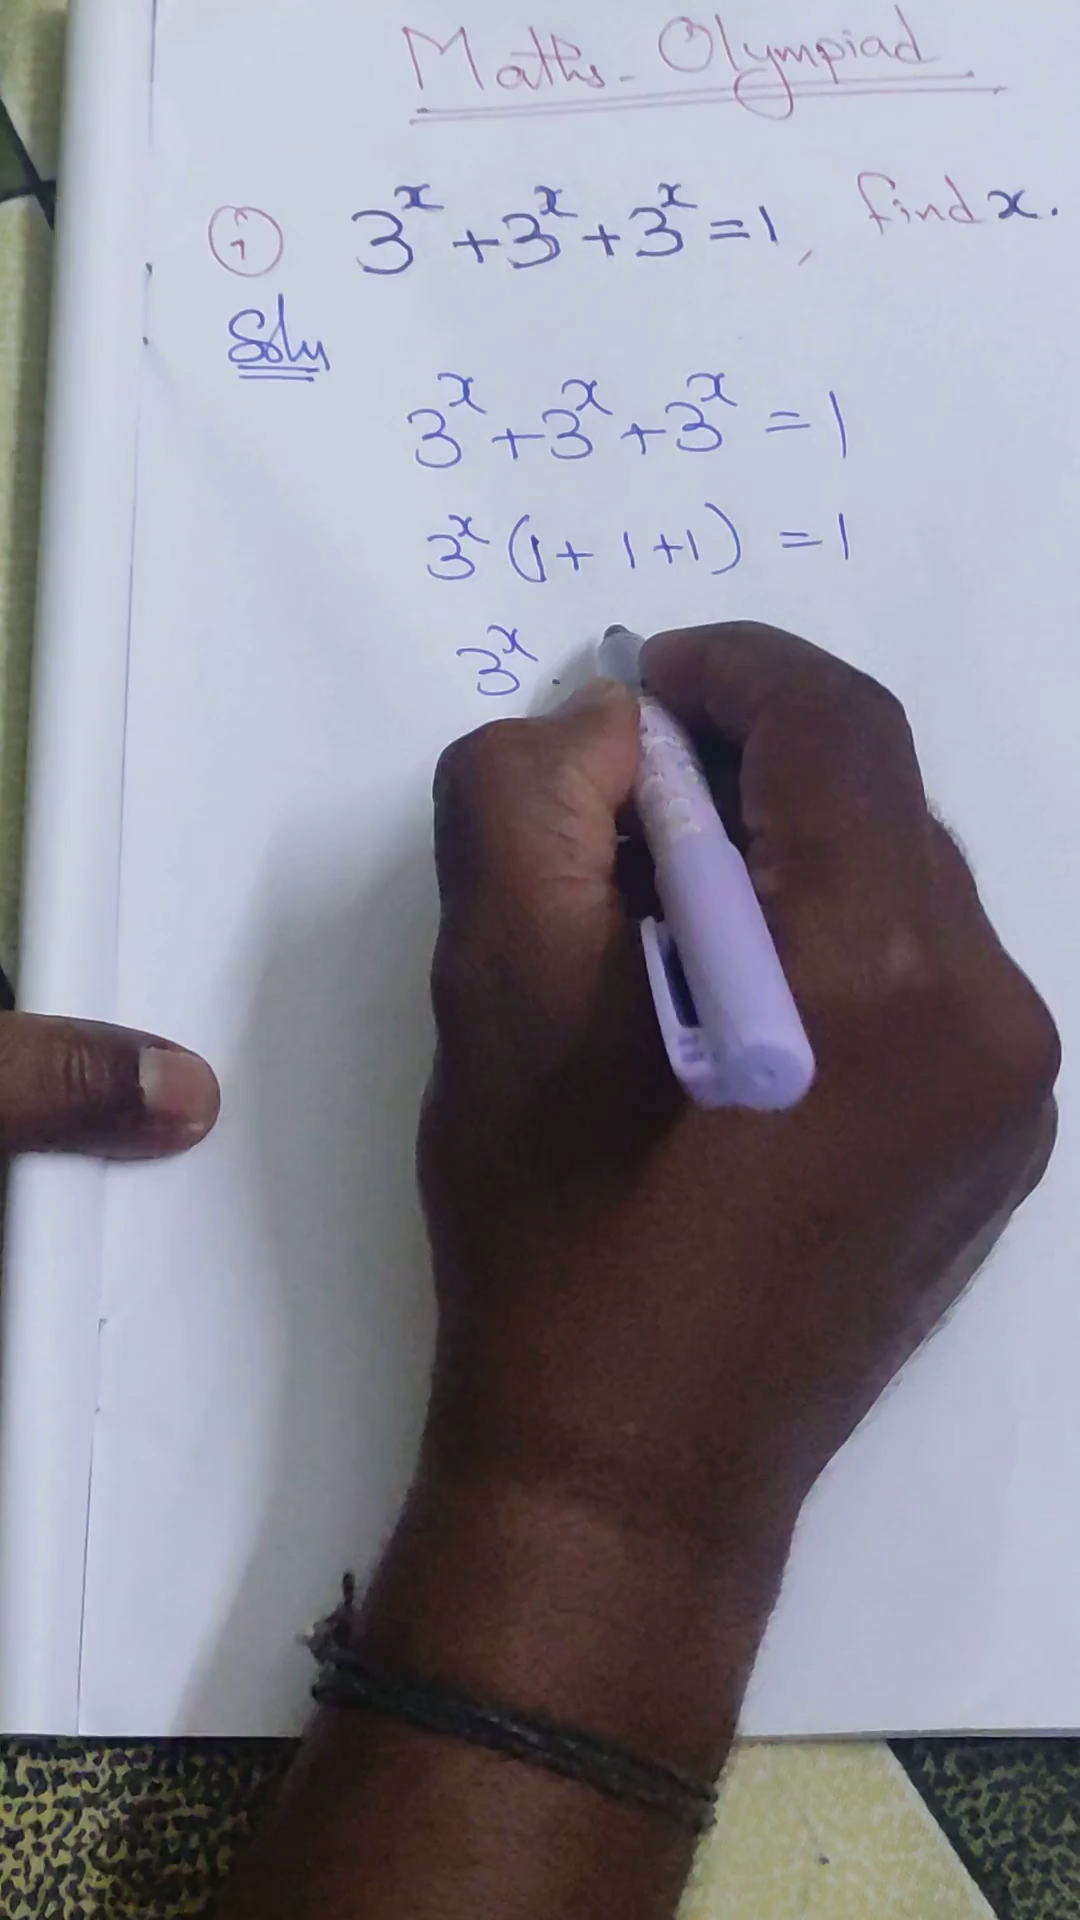 Maths - Olympiad
① 3^x + 3^x + 3^x = 1, find x.
Soln
3^x + 3^x + 3^x = 1
3^x (1 + 1 + 1) = 1
3^x .